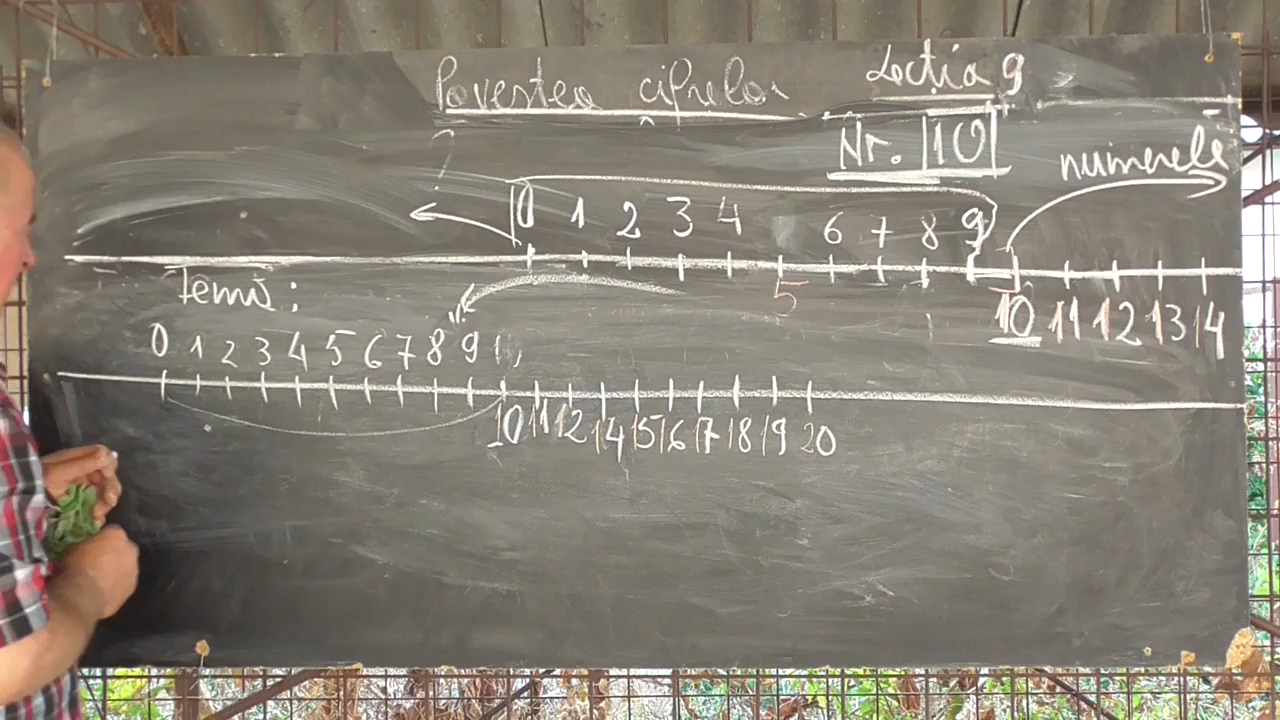 Povestea cifrelor Lecția 9
Nr. 10
? numerele
0 1 2 3 4 6 7 8 9
5 10 11 12 13 14
Temă:
0 1 2 3 4 5 6 7 8 9
10 11 12 14 15 16 17 18 19 20